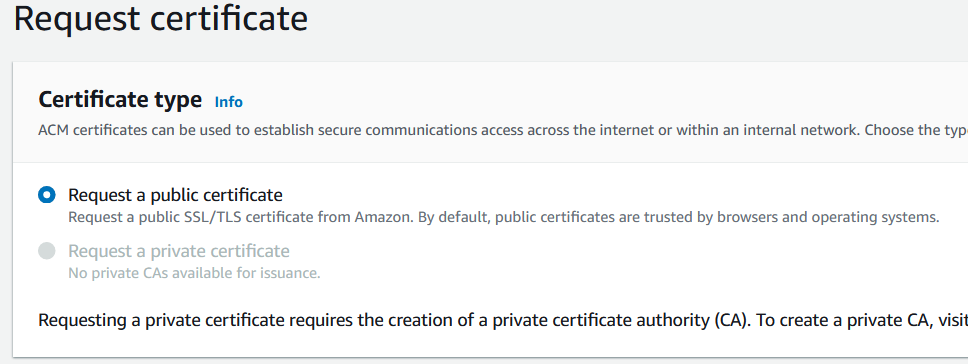 Request certificate
Certificate type Info
ACM certificates can be used to establish secure communications access across the internet or within an internal network. Choose the typ
Request a public certificate
Request a public SSL/TLS certificate from Amazon. By default, public certificates are trusted by browsers and operating systems.
Request a private certificate
No private CAs available for issuance.
Requesting a private certificate requires the creation of a private certificate authority (CA). To create a private CA, visit